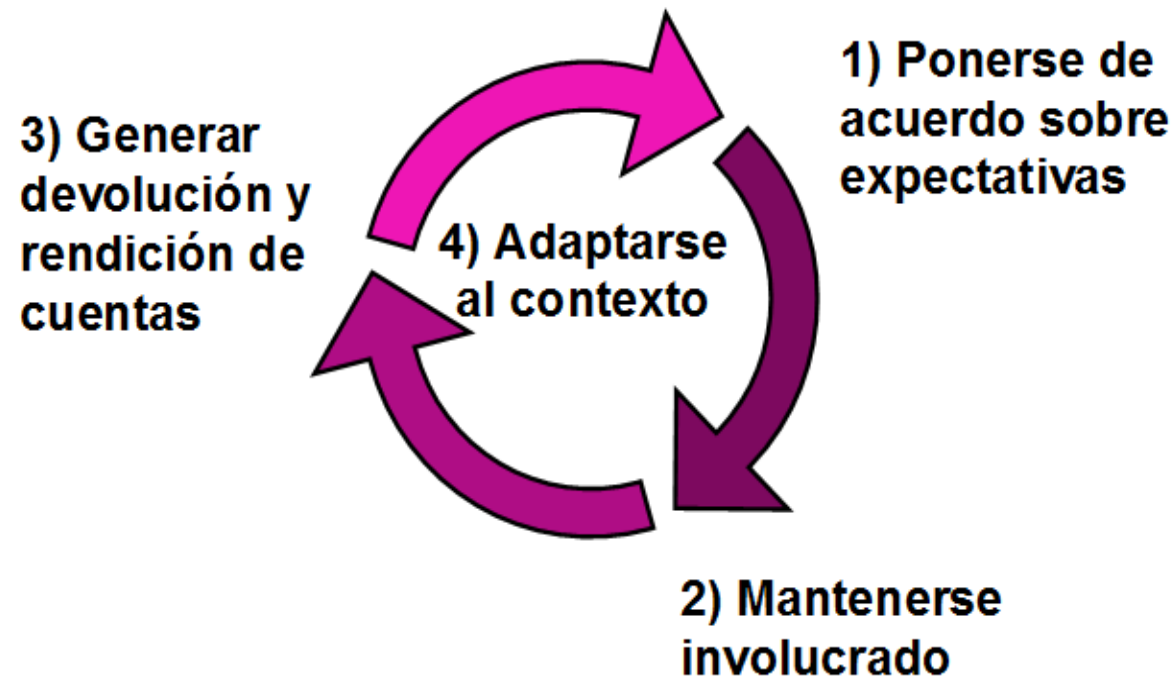 1) Ponerse de
acuerdo sobre
expectativas
2) Mantenerse
involucrado
3) Generar
devolución y
rendición de
cuentas
4) Adaptarse
al contexto